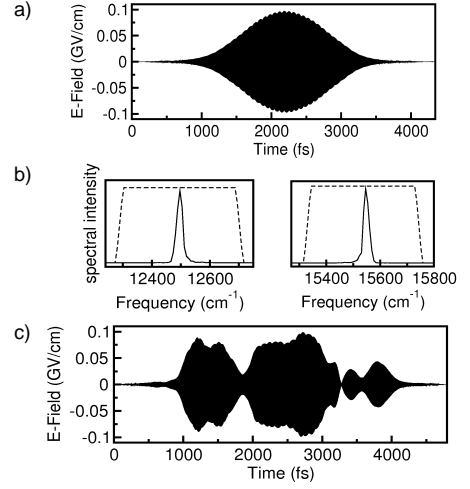 a)
E-Field (GV/cm)
0.1
0.05
0
-0.05
-0.1
0 1000 2000 3000 4000
Time (fs)
b)
spectral intensity
12400 12600
15400 15600 15800
Frequency (cm-1) Frequency (cm-1)
c)
E-Field (GV/cm)
0.1
0.05
0
-0.05
-0.1
0 1000 2000 3000 4000
Time (fs)